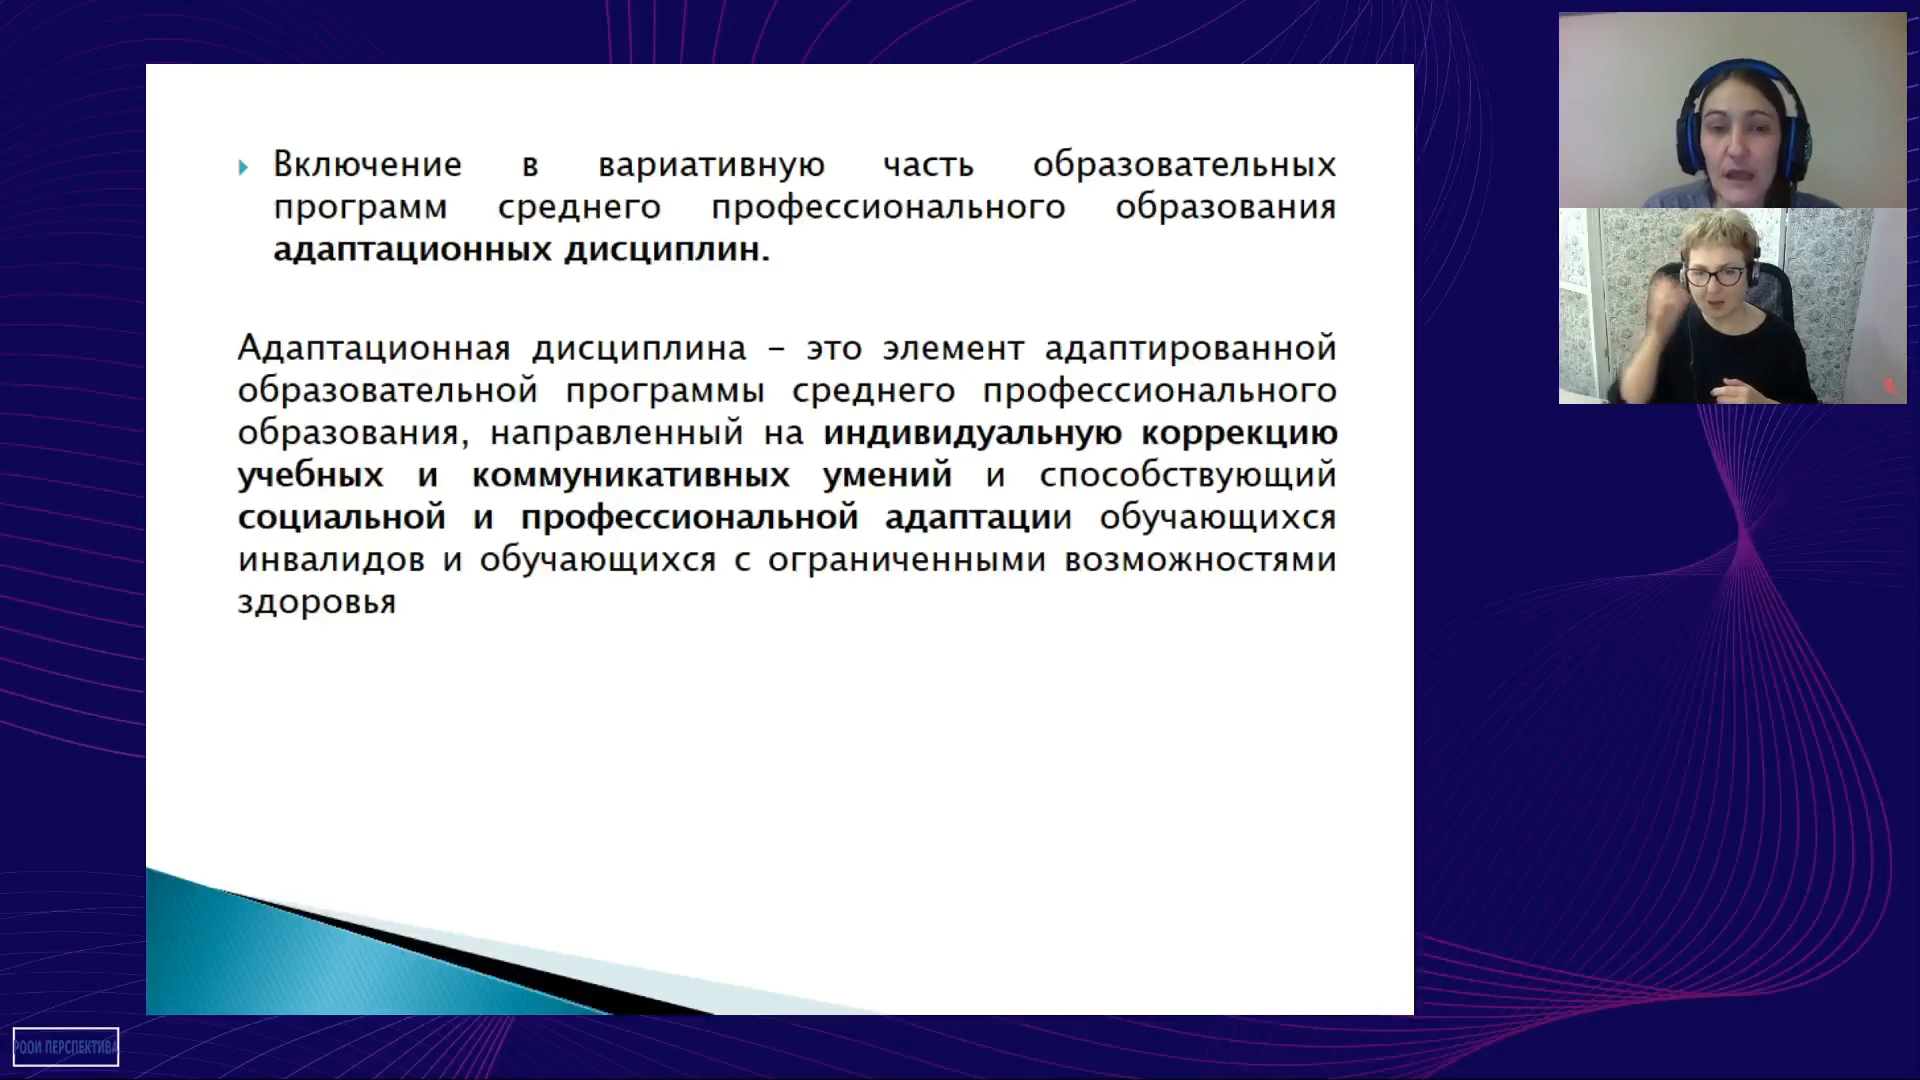 Включение в вариативную часть образовательных
программ среднего профессионального образования
адаптационных дисциплин.
Адаптационная дисциплина – это элемент адаптированной
образовательной программы среднего профессионального
образования, направленный на индивидуальную коррекцию
учебных и коммуникативных умений и способствующий
социальной и профессиональной адаптации обучающихся
инвалидов и обучающихся с ограниченными возможностями
здоровья
РООИ ПЕРСПЕКТИВА